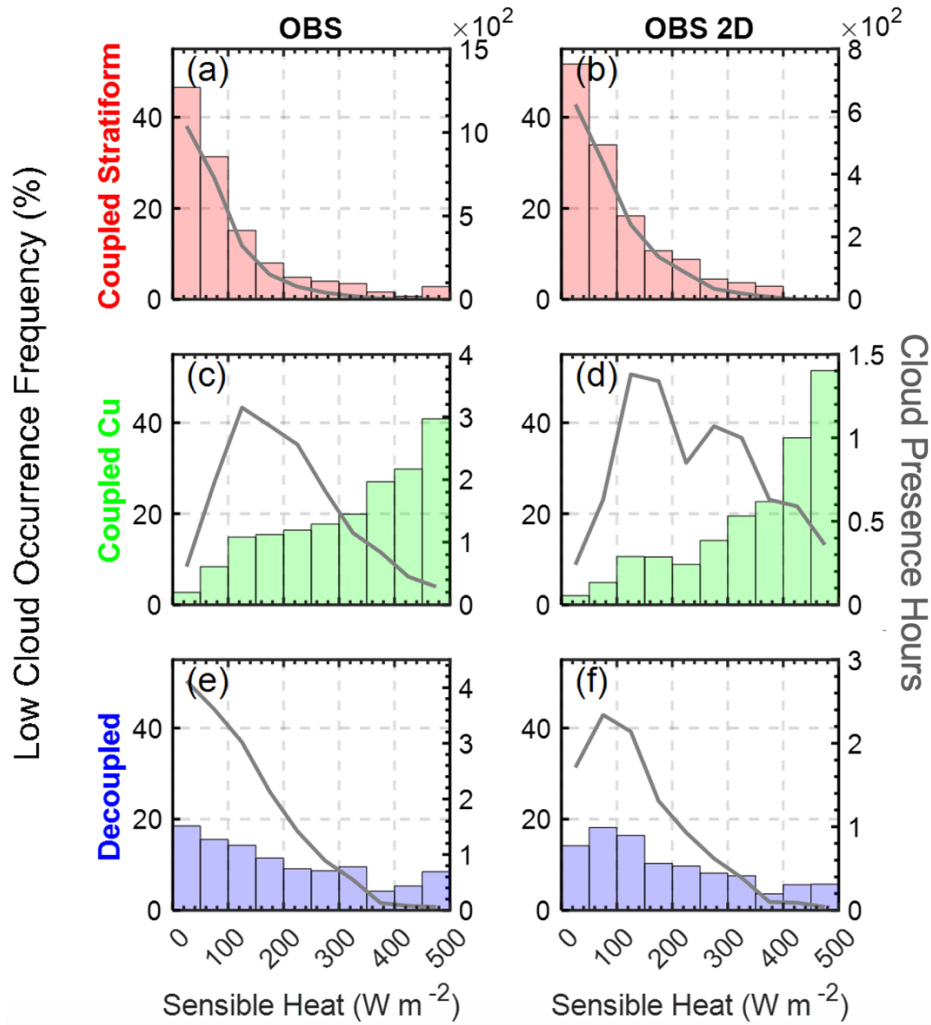 OBS
×10²
OBS 2D
×10²
Low Cloud Occurrence Frequency (%)
Cloud Presence Hours
Coupled Stratiform
(a)
40
20
0
15
10
5
0
(b)
40
20
0
8
6
4
2
0
Coupled Cu
(c)
40
20
0
4
3
2
1
0
(d)
40
20
0
1.5
1
0.5
0
Decoupled
(e)
40
20
0
4
3
2
1
0
(f)
40
20
0
3
2
1
0
0 100 200 300 400 500
0 100 200 300 400 500
Sensible Heat (W m⁻²)
Sensible Heat (W m⁻²)